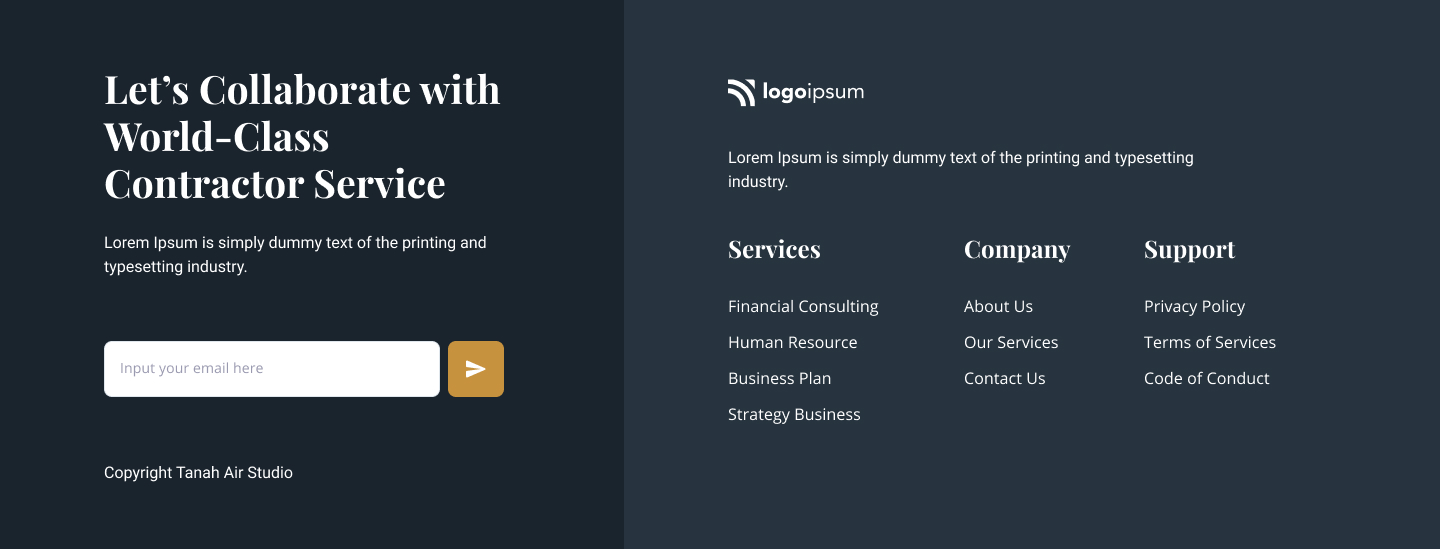 Let’s Collaborate with
World-Class
Contractor Service
Lorem Ipsum is simply dummy text of the printing and
typesetting industry.
Input your email here
Copyright Tanah Air Studio
logoipsum
Lorem Ipsum is simply dummy text of the printing and typesetting
industry.
Services
Financial Consulting
Human Resource
Business Plan
Strategy Business
Company
About Us
Our Services
Contact Us
Support
Privacy Policy
Terms of Services
Code of Conduct